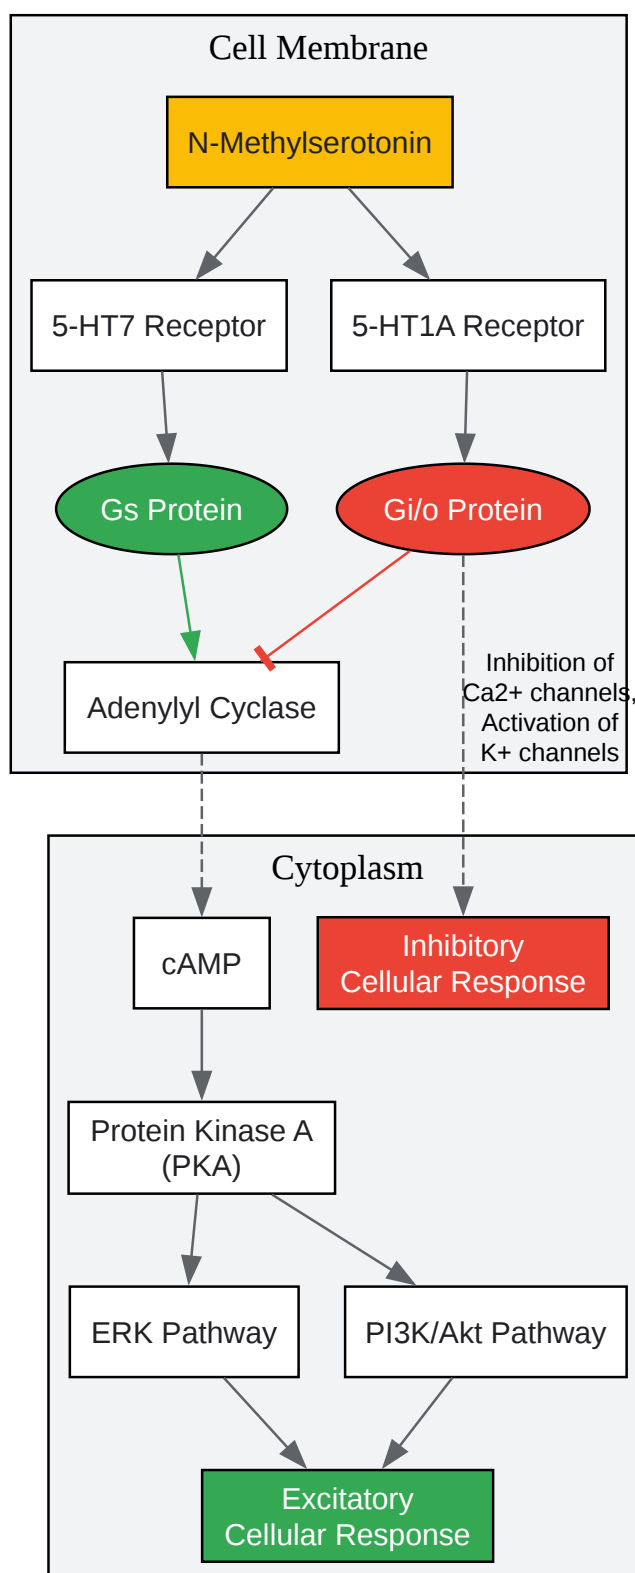 Cell Membrane
N-Methylserotonin
5-HT7 Receptor
5-HT1A Receptor
Gs Protein
Gi/o Protein
Inhibition of
Ca2+ channels,
Activation of
K+ channels
Adenylyl Cyclase
Cytoplasm
cAMP
Inhibitory
Cellular Response
Protein Kinase A
(PKA)
ERK Pathway
PI3K/Akt Pathway
Excitatory
Cellular Response